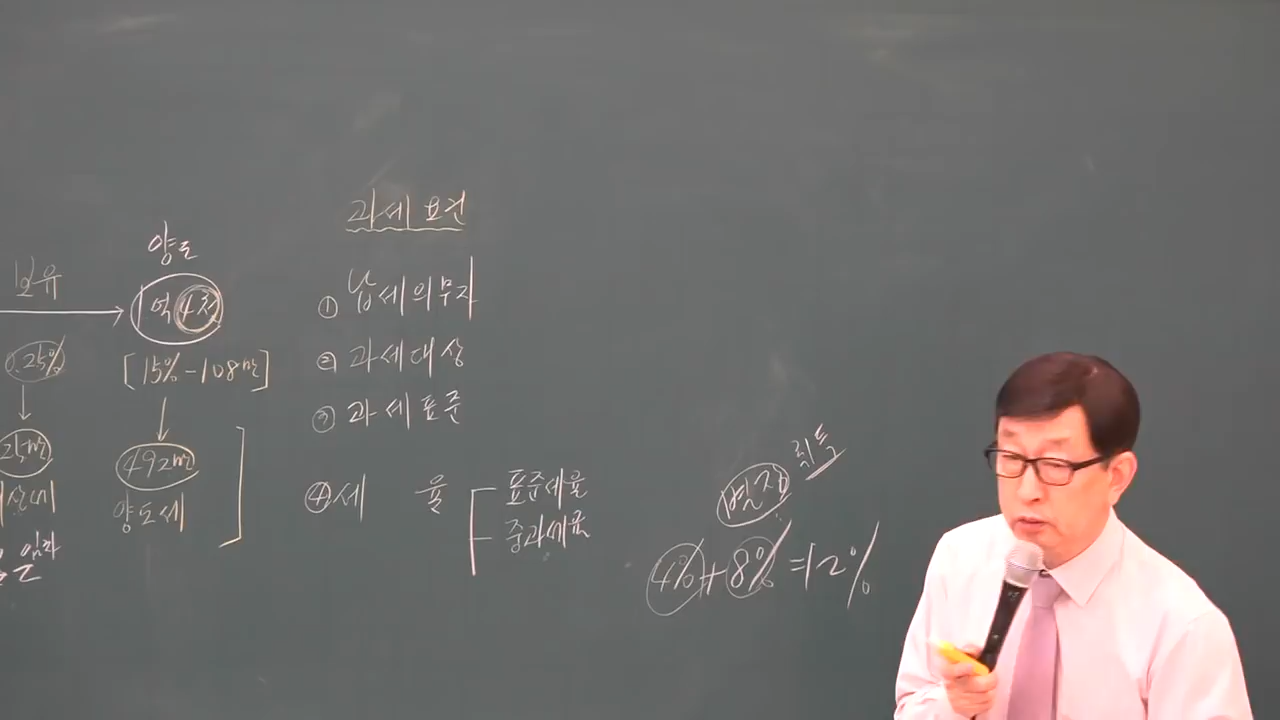 보유
양도
1억4천
0.25%
[15%-108만]
25만
492만
양도세
과세요건
① 납세의무자
② 과세대상
③ 과세표준
④ 세 율
표준세율
중과세율
별장 취득
4%+8%=12%